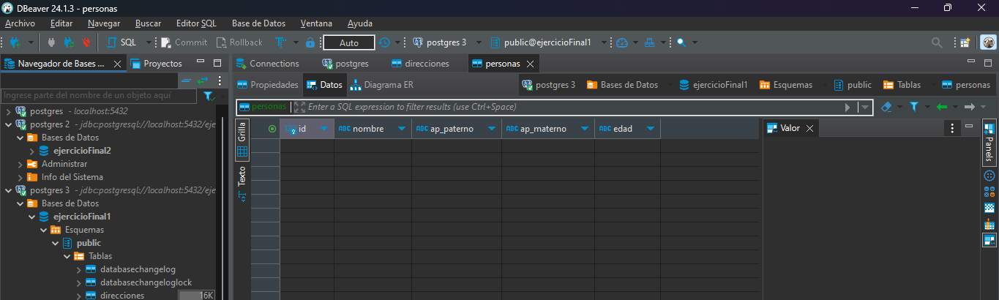 DBeaver 24.1.3 - personas
Archivo Editar Navegar Buscar Editor SQL Base de Datos Ventana Ayuda
SQL Commit Rollback Auto postgres 3 public@ejercicioFinal1
Navegador de Bases ... Proyectos
Connections postgres direcciones personas
Propiedades Datos Diagrama ER postgres 3 Bases de Datos ejercicioFinal1 Esquemas public Tablas personas
Ingrese parte del nombre de un objeto aquí
personas Enter a SQL expression to filter results (use Ctrl+Space)
postgres - localhost:5432
postgres 2 - jdbc:postgresql://localhost:5432/eje
Bases de Datos
ejercicioFinal2
Administrar
Info del Sistema
postgres 3 - jdbc:postgresql://localhost:5432/eje
Bases de Datos
ejercicioFinal1
Esquemas
public
Tablas
databasechangelog
databasechangeloglock
direcciones 16K
Grilla
Texto
id ABC nombre ABC ap_paterno ABC ap_materno ABC edad
Valor
Panels